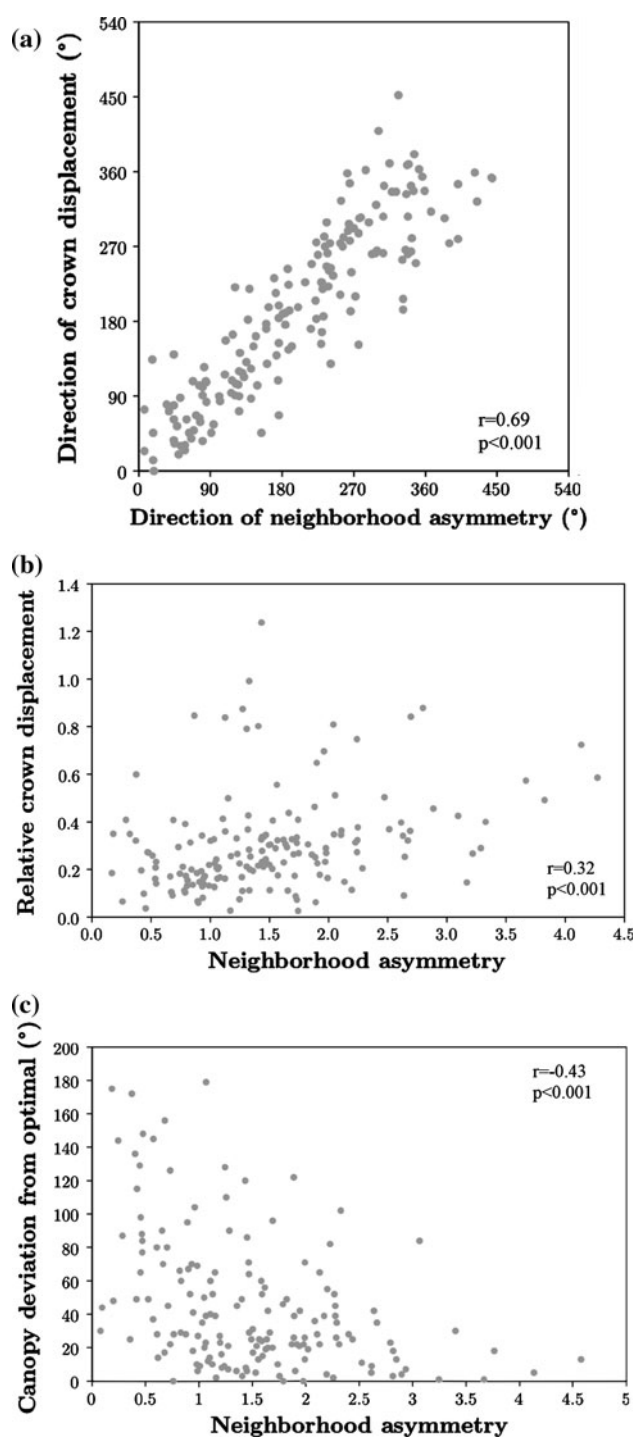 (a)
Direction of crown displacement (°)
540
450
360
270
180
90
0
r=0.69
p<0.001
0 90 180 270 360 450 540
Direction of neighborhood asymmetry (°)
(b)
Relative crown displacement
1.4
1.2
1.0
0.8
0.6
0.4
0.2
0.0
r=0.32
p<0.001
0.0 0.5 1.0 1.5 2.0 2.5 3.0 3.5 4.0 4.5
Neighborhood asymmetry
(c)
Canopy deviation from optimal (°)
200
180
160
140
120
100
80
60
40
20
0
r=-0.43
p<0.001
0 0.5 1 1.5 2 2.5 3 3.5 4 4.5 5
Neighborhood asymmetry